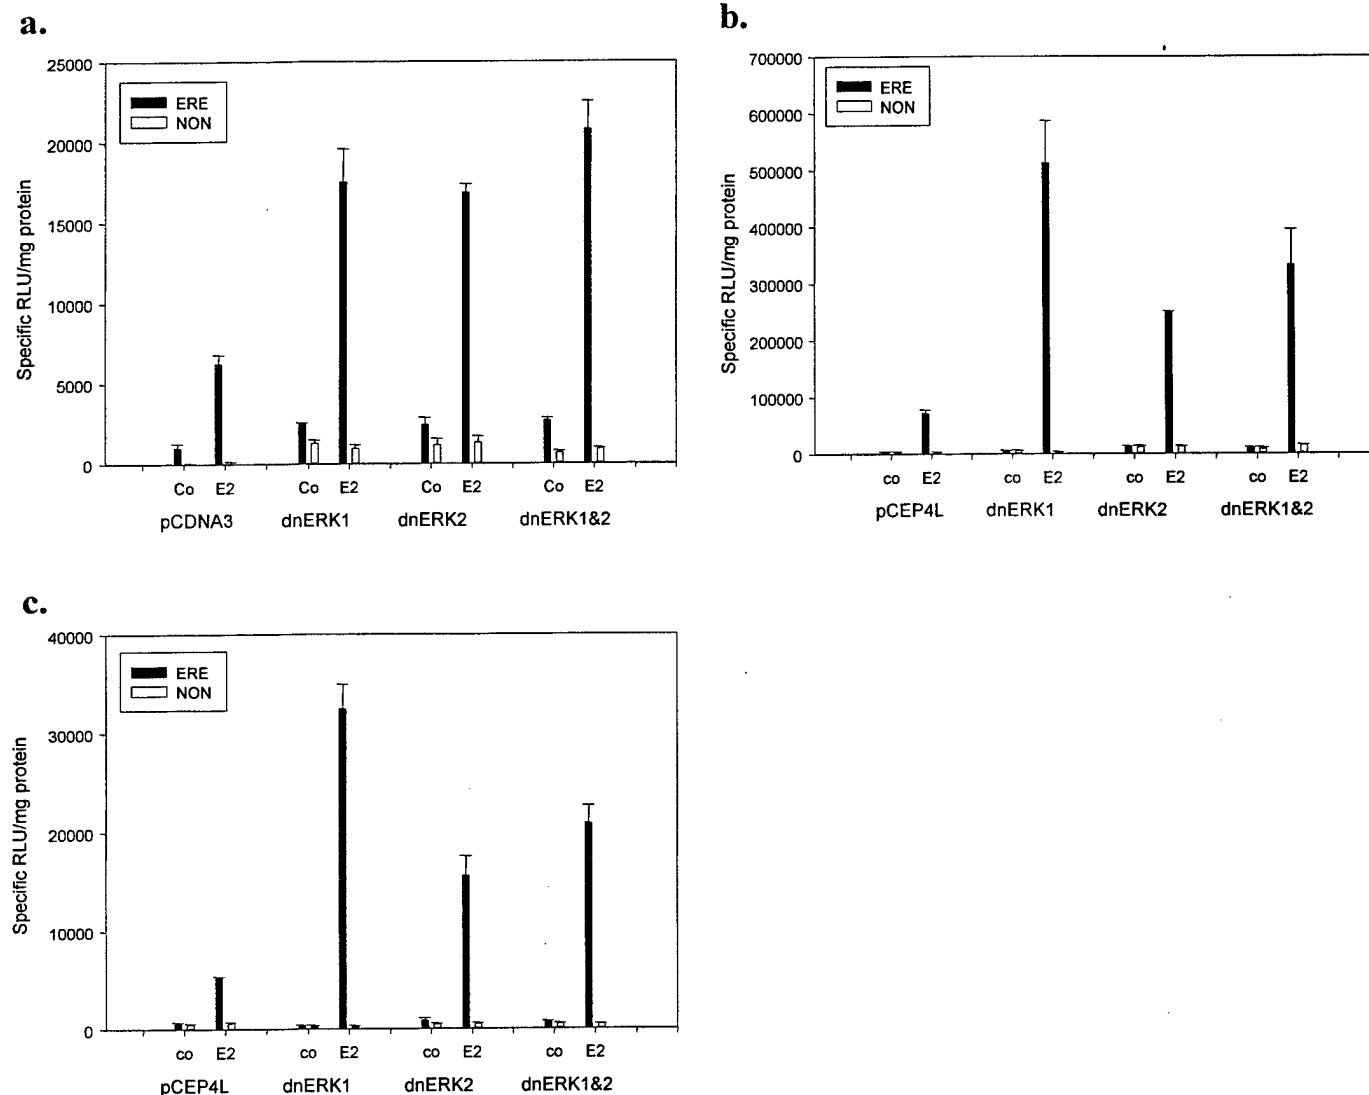 a.
25000
20000
15000
10000
5000
0
Specific RLU/mg protein
ERE
NON
Co E2 Co E2 Co E2 Co E2
pCDNA3 dnERK1 dnERK2 dnERK1&2
b.
700000
600000
500000
400000
300000
200000
100000
0
Specific RLU/mg protein
ERE
NON
co E2 co E2 co E2 co E2
pCEP4L dnERK1 dnERK2 dnERK1&2
c.
40000
30000
20000
10000
0
Specific RLU/mg protein
ERE
NON
co E2 co E2 co E2 co E2
pCEP4L dnERK1 dnERK2 dnERK1&2